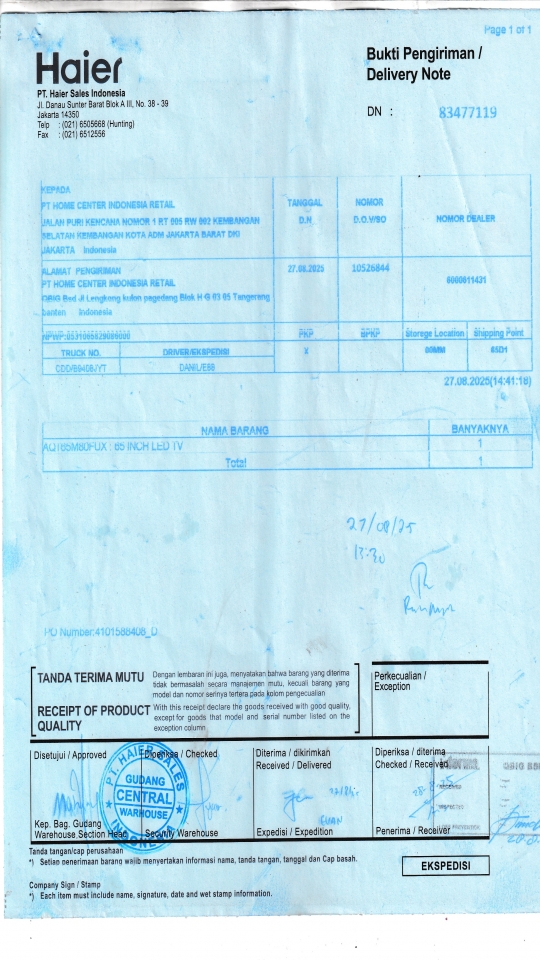 Page 1 of 1
Haier
Bukti Pengiriman /
Delivery Note
PT. Haier Sales Indonesia
Jl. Danau Sunter Barat Blok A III, No. 38 - 39
Jakarta 14350
Telp : (021) 6505668 (Hunting)
Fax : (021) 6512556
DN : 83477119
KEPADA
PT HOME CENTER INDONESIA RETAIL
JALAN PURI KENCANA NOMOR 1 RT 005 RW 002 KEMBANGAN
SELATAN KEMBANGAN KOTA ADM JAKARTA BARAT DKI
JAKARTA Indonesia
TANGGAL
D.N
NOMOR
D.O.V/SO
NOMOR DEALER
ALAMAT PENGIRIMAN
PT HOME CENTER INDONESIA RETAIL
Jl Lengkong kulon pagedang Blok H G 03 05 Tangerang
banten Indonesia
27.08.2025
10526844
NPWP
PKP
BPKP
Storage Location
Shipping Point
TRUCK NO.
DRIVER/EKSPEDISI
X
27.08.2025(14:41:18)
NAMA BARANG
BANYAKNYA
AQT65M80FUX : 65 INCH LED TV
1
Total
1
27/08/25
PO Number:4101588408_D
TANDA TERIMA MUTU
Dengan lembaran ini juga, menyatakan bahwa barang yang diterima
tidak bermasalah secara manajemen mutu, kecuali barang yang
model dan nomor serinya tertera pada kolom pengecualian
RECEIPT OF PRODUCT
QUALITY
With this receipt declare the goods received with good quality,
except for goods that model and serial number listed on the
exception column
Perkecualian /
Exception
Disetujui / Approved
Diperiksa / Checked
Diterima / dikirimkan
Received / Delivered
Diperiksa / diterima
Checked / Received
PT. HAIER SALES
GUDANG
CENTRAL
WAREHOUSE
INDONESIA
Kep. Bag. Gudang
Warehouse Section Head
Security Warehouse
Expedisi / Expedition
Penerima / Receiver
Tanda tangan/cap perusahaan
*) Setian penerimaan barang wajib menyertakan informasi nama, tanda tangan, tanggal dan Cap basah.
EKSPEDISI
Company Sign / Stamp
*) Each item must include name, signature, date and wet stamp information.